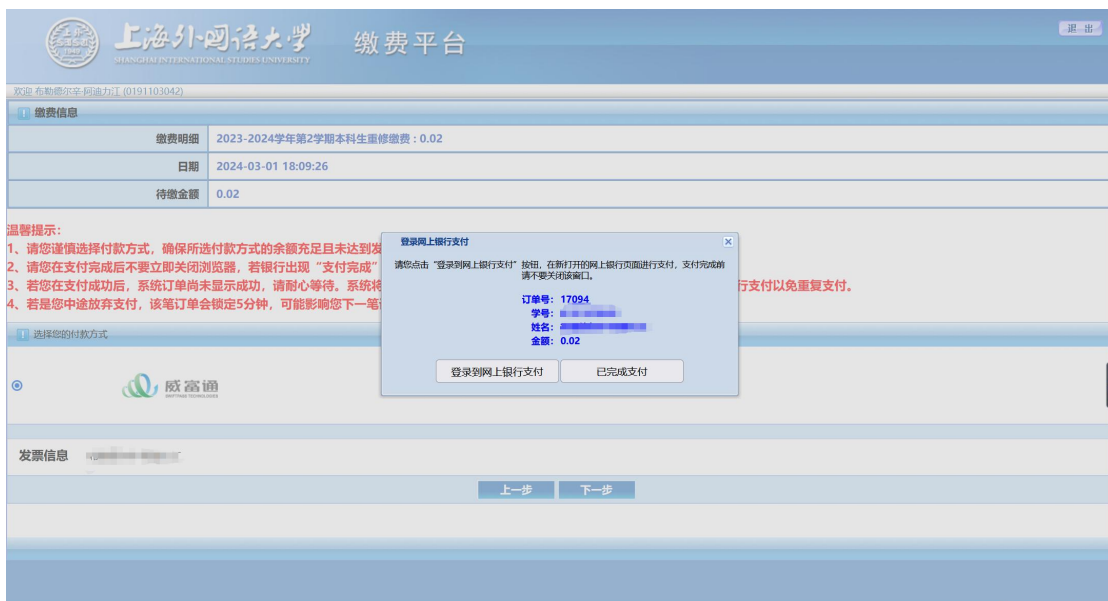 上海外国语大学
SHANGHAI INTERNATIONAL STUDIES UNIVERSITY
缴费平台
退 出
欢迎 布勒德尔辛·阿迪力江 (0191103042)
缴费信息
缴费明细 2023-2024学年第2学期本科生重修缴费 : 0.02
日期 2024-03-01 18:09:26
待缴金额 0.02
温馨提示:
1、请您谨慎选择付款方式，确保所选付款方式的余额充足且未达到发
2、请您在支付完成后不要立即关闭浏览器，若银行出现“支付完成”
3、若您在支付成功后，系统订单尚未显示成功，请耐心等待。系统将 行支付以免重复支付。
4、若是您中途放弃支付，该笔订单会锁定5分钟，可能影响您下一笔
登录网上银行支付
请您点击“登录到网上银行支付”按钮，在新打开的网上银行页面进行支付，支付完成前
请不要关闭该窗口。
订单号: 17094
学号:
姓名:
金额: 0.02
登录到网上银行支付 已完成支付
选择您的付款方式
威富通
SWIFTPASS TECHNOLOGIES
发票信息
上一步 下一步